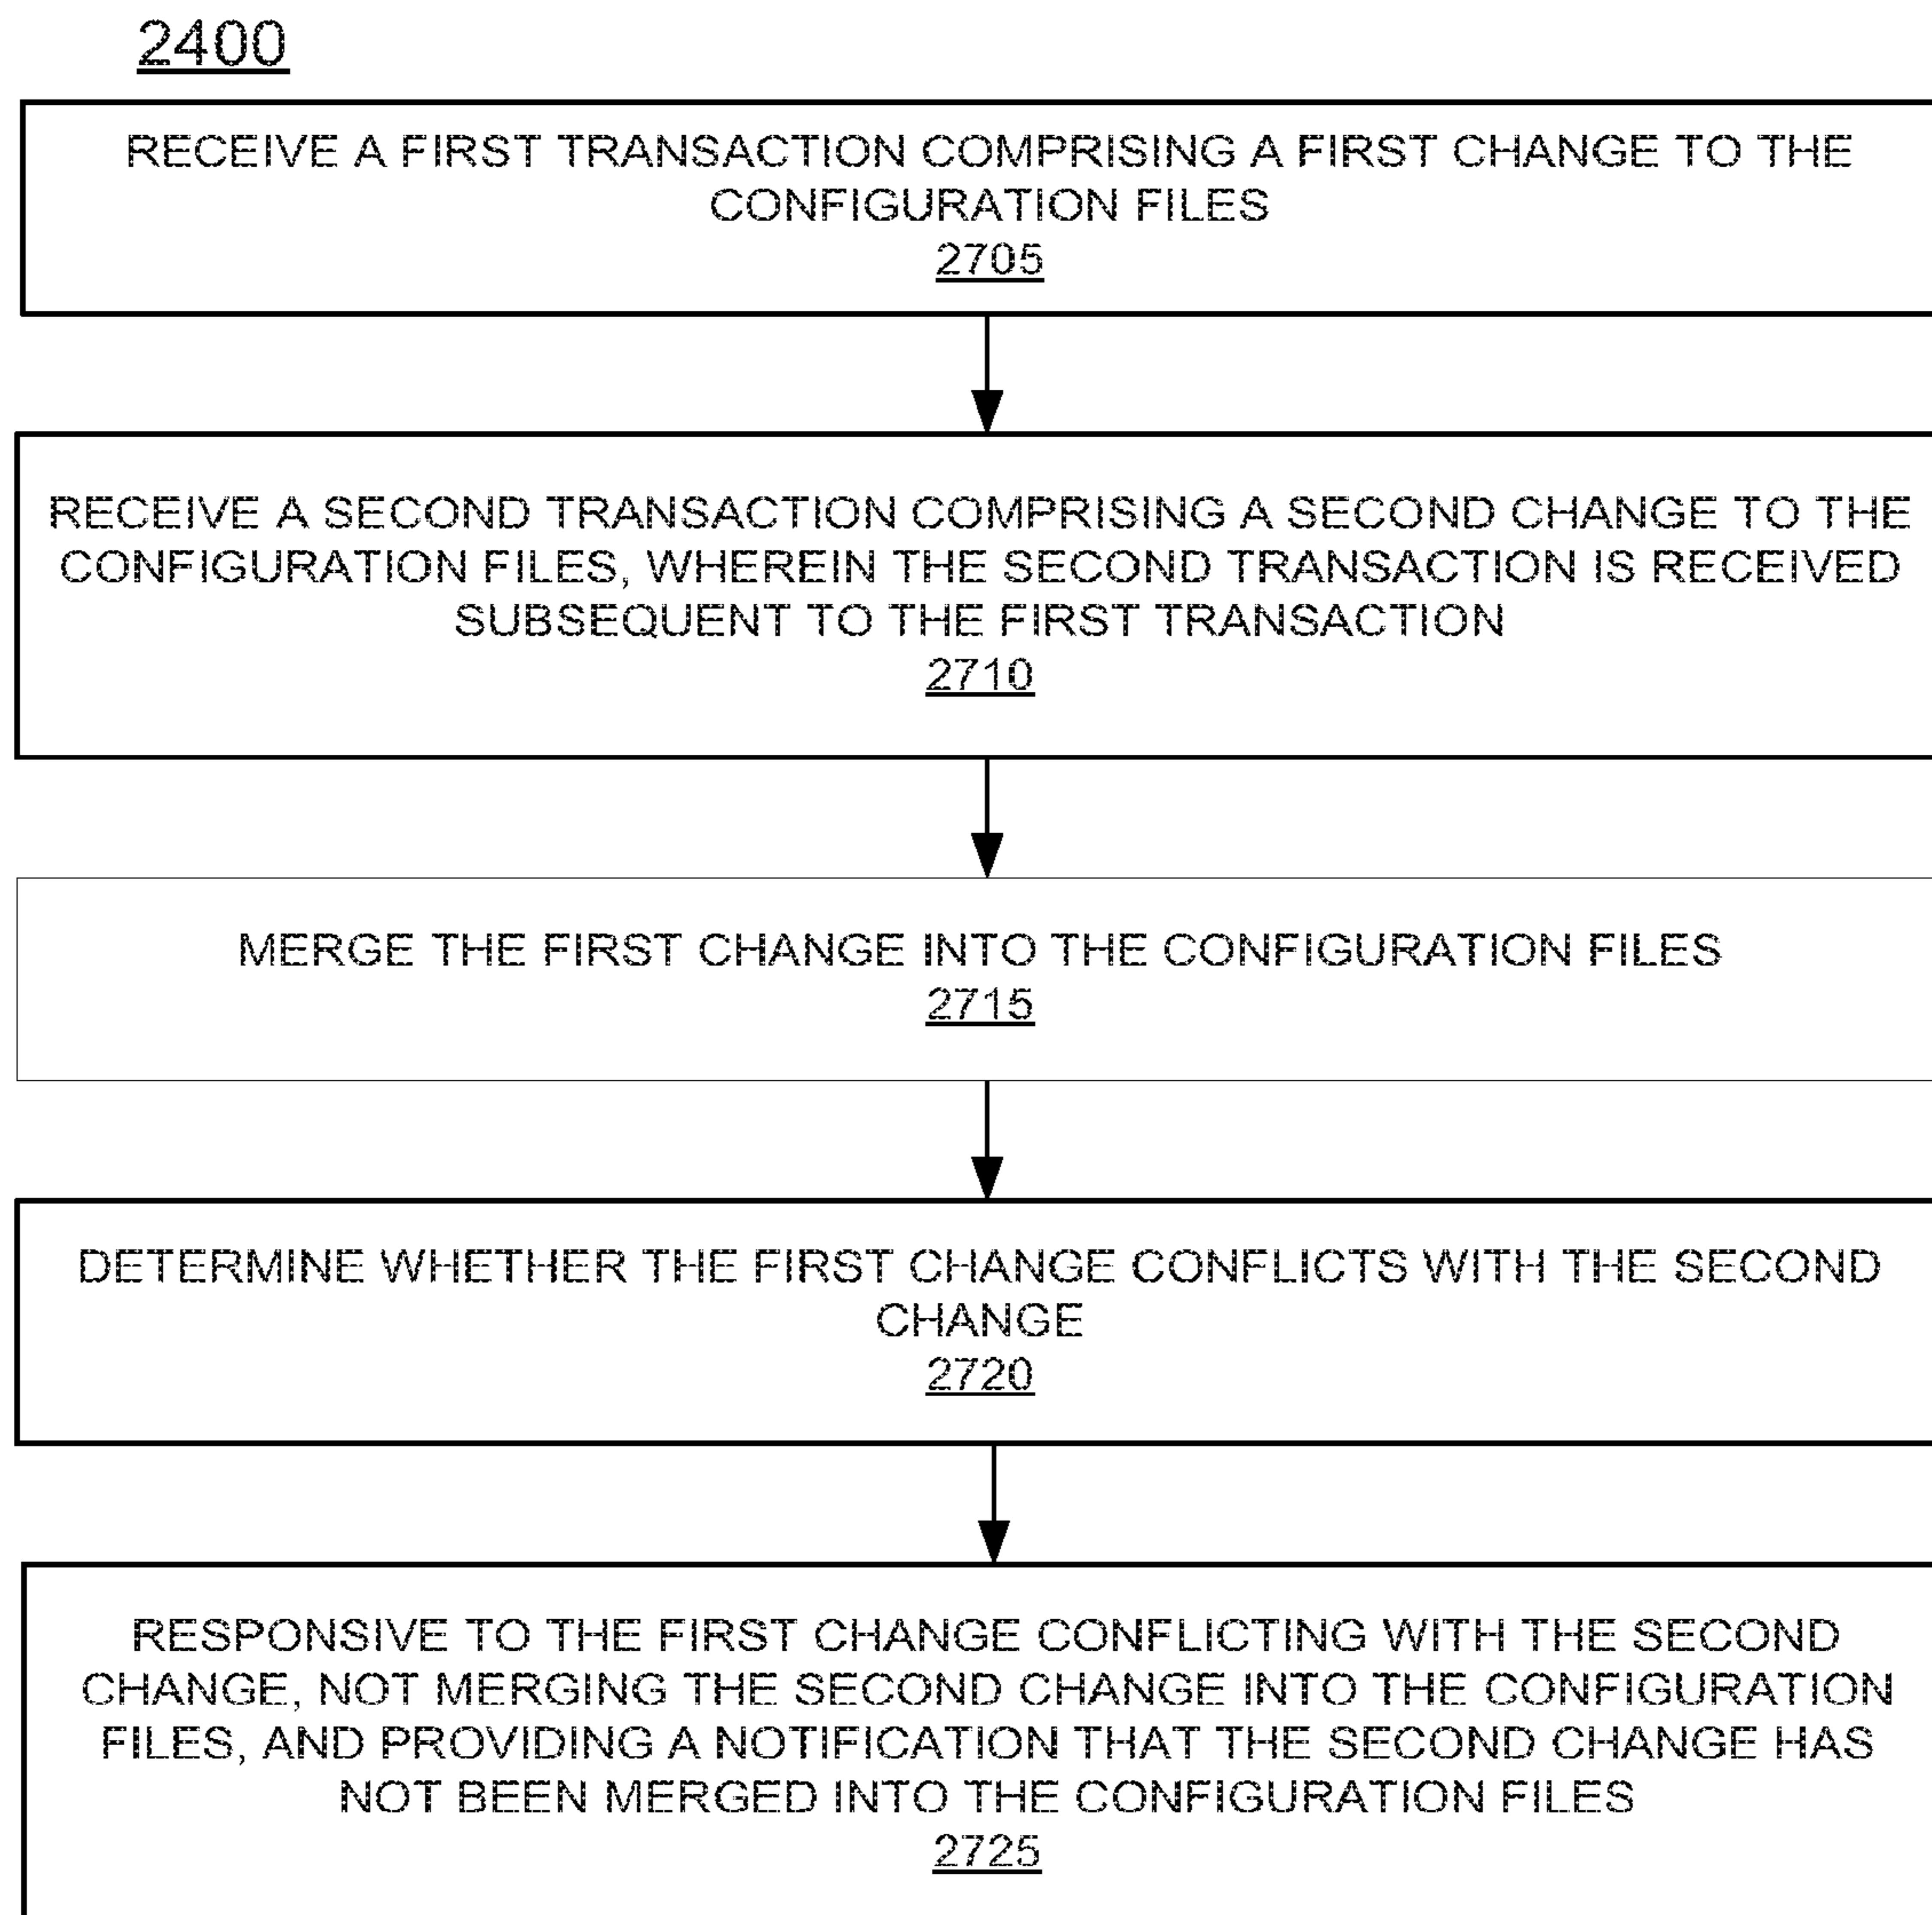 2400
RECEIVE A FIRST TRANSACTION COMPRISING A FIRST CHANGE TO THE
CONFIGURATION FILES
2705
RECEIVE A SECOND TRANSACTION COMPRISING A SECOND CHANGE TO THE
CONFIGURATION FILES, WHEREIN THE SECOND TRANSACTION IS RECEIVED
SUBSEQUENT TO THE FIRST TRANSACTION
2710
MERGE THE FIRST CHANGE INTO THE CONFIGURATION FILES
2715
DETERMINE WHETHER THE FIRST CHANGE CONFLICTS WITH THE SECOND
CHANGE
2720
RESPONSIVE TO THE FIRST CHANGE CONFLICTING WITH THE SECOND
CHANGE, NOT MERGING THE SECOND CHANGE INTO THE CONFIGURATION
FILES, AND PROVIDING A NOTIFICATION THAT THE SECOND CHANGE HAS
NOT BEEN MERGED INTO THE CONFIGURATION FILES
2725